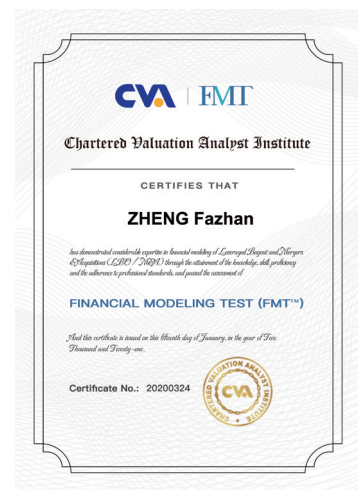 CVA FMT
Chartered Valuation Analyst Institute
CERTIFIES THAT
ZHENG Fazhan
has demonstrated considerable expertise in financial modeling of Leveraged Buyout and Mergers
& Acquisitions (LBO / M&A) through the attainment of the knowledge, skill, proficiency
and the adherence to professional standards, and passed the assessment of
FINANCIAL MODELING TEST (FMT™)
And this certificate is issued on this fifteenth day of January, in the year of Two
Thousand and Twenty-one.
Certificate No.: 20200324
CHARTERED VALUATION ANALYST INSTITUTE
CVA